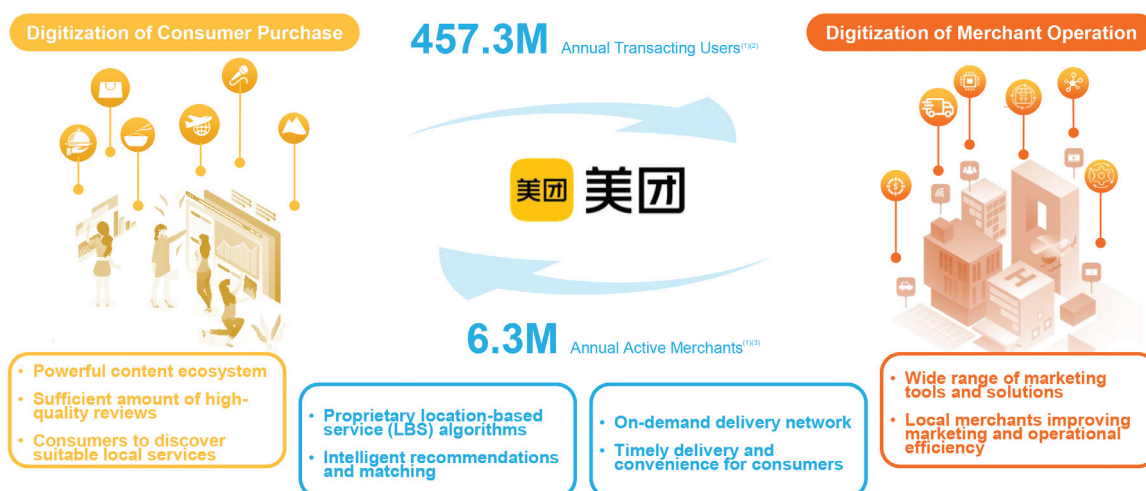 Digitization of Consumer Purchase
457.3M Annual Transacting Users(1)(2)
Digitization of Merchant Operation
美团 美团
6.3M Annual Active Merchants(1)(3)
• Powerful content ecosystem
• Sufficient amount of high-
quality reviews
• Consumers to discover
suitable local services
• Proprietary location-based
service (LBS) algorithms
• Intelligent recommendations
and matching
• On-demand delivery network
• Timely delivery and
convenience for consumers
• Wide range of marketing
tools and solutions
• Local merchants improving
marketing and operational
efficiency
H
$